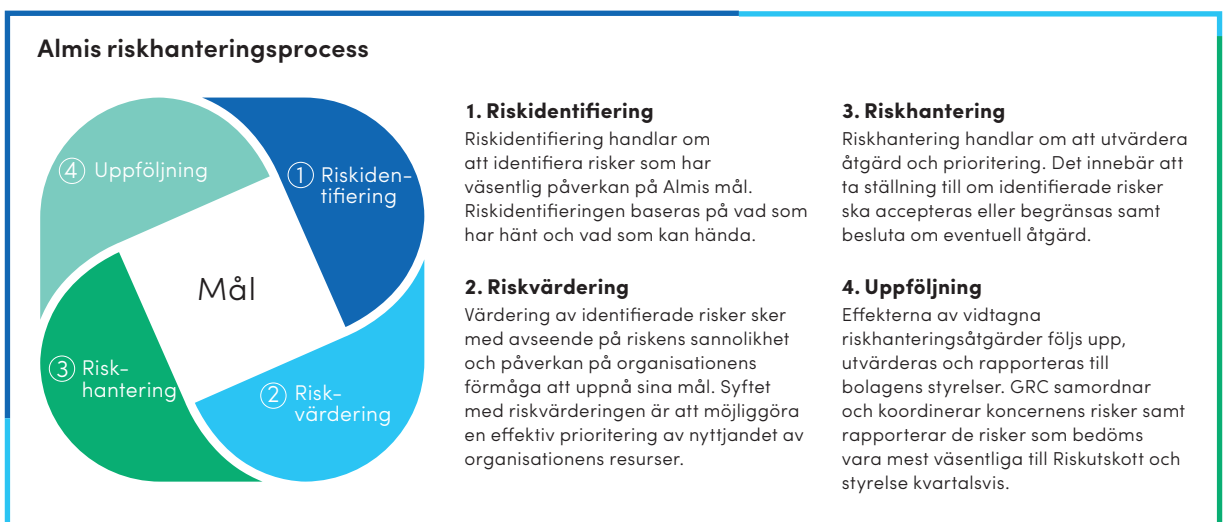 Almis riskhanteringsprocess
4 Uppföljning
1 Riskiden-
tifiering
Mål
3 Risk-
hantering
2 Risk-
värdering
1. Riskidentifiering
Riskidentifiering handlar om
att identifiera risker som har
väsentlig påverkan på Almis mål.
Riskidentifieringen baseras på vad som
har hänt och vad som kan hända.
2. Riskvärdering
Värdering av identifierade risker sker
med avseende på riskens sannolikhet
och påverkan på organisationens
förmåga att uppnå sina mål. Syftet
med riskvärderingen är att möjliggöra
en effektiv prioritering av nyttjandet av
organisationens resurser.
3. Riskhantering
Riskhantering handlar om att utvärdera
åtgärd och prioritering. Det innebär att
ta ställning till om identifierade risker
ska accepteras eller begränsas samt
besluta om eventuell åtgärd.
4. Uppföljning
Effekterna av vidtagna
riskhanteringsåtgärder följs upp,
utvärderas och rapporteras till
bolagens styrelser. GRC samordnar
och koordinerar koncernens risker samt
rapporterar de risker som bedöms
vara mest väsentliga till Riskutskott och
styrelse kvartalsvis.